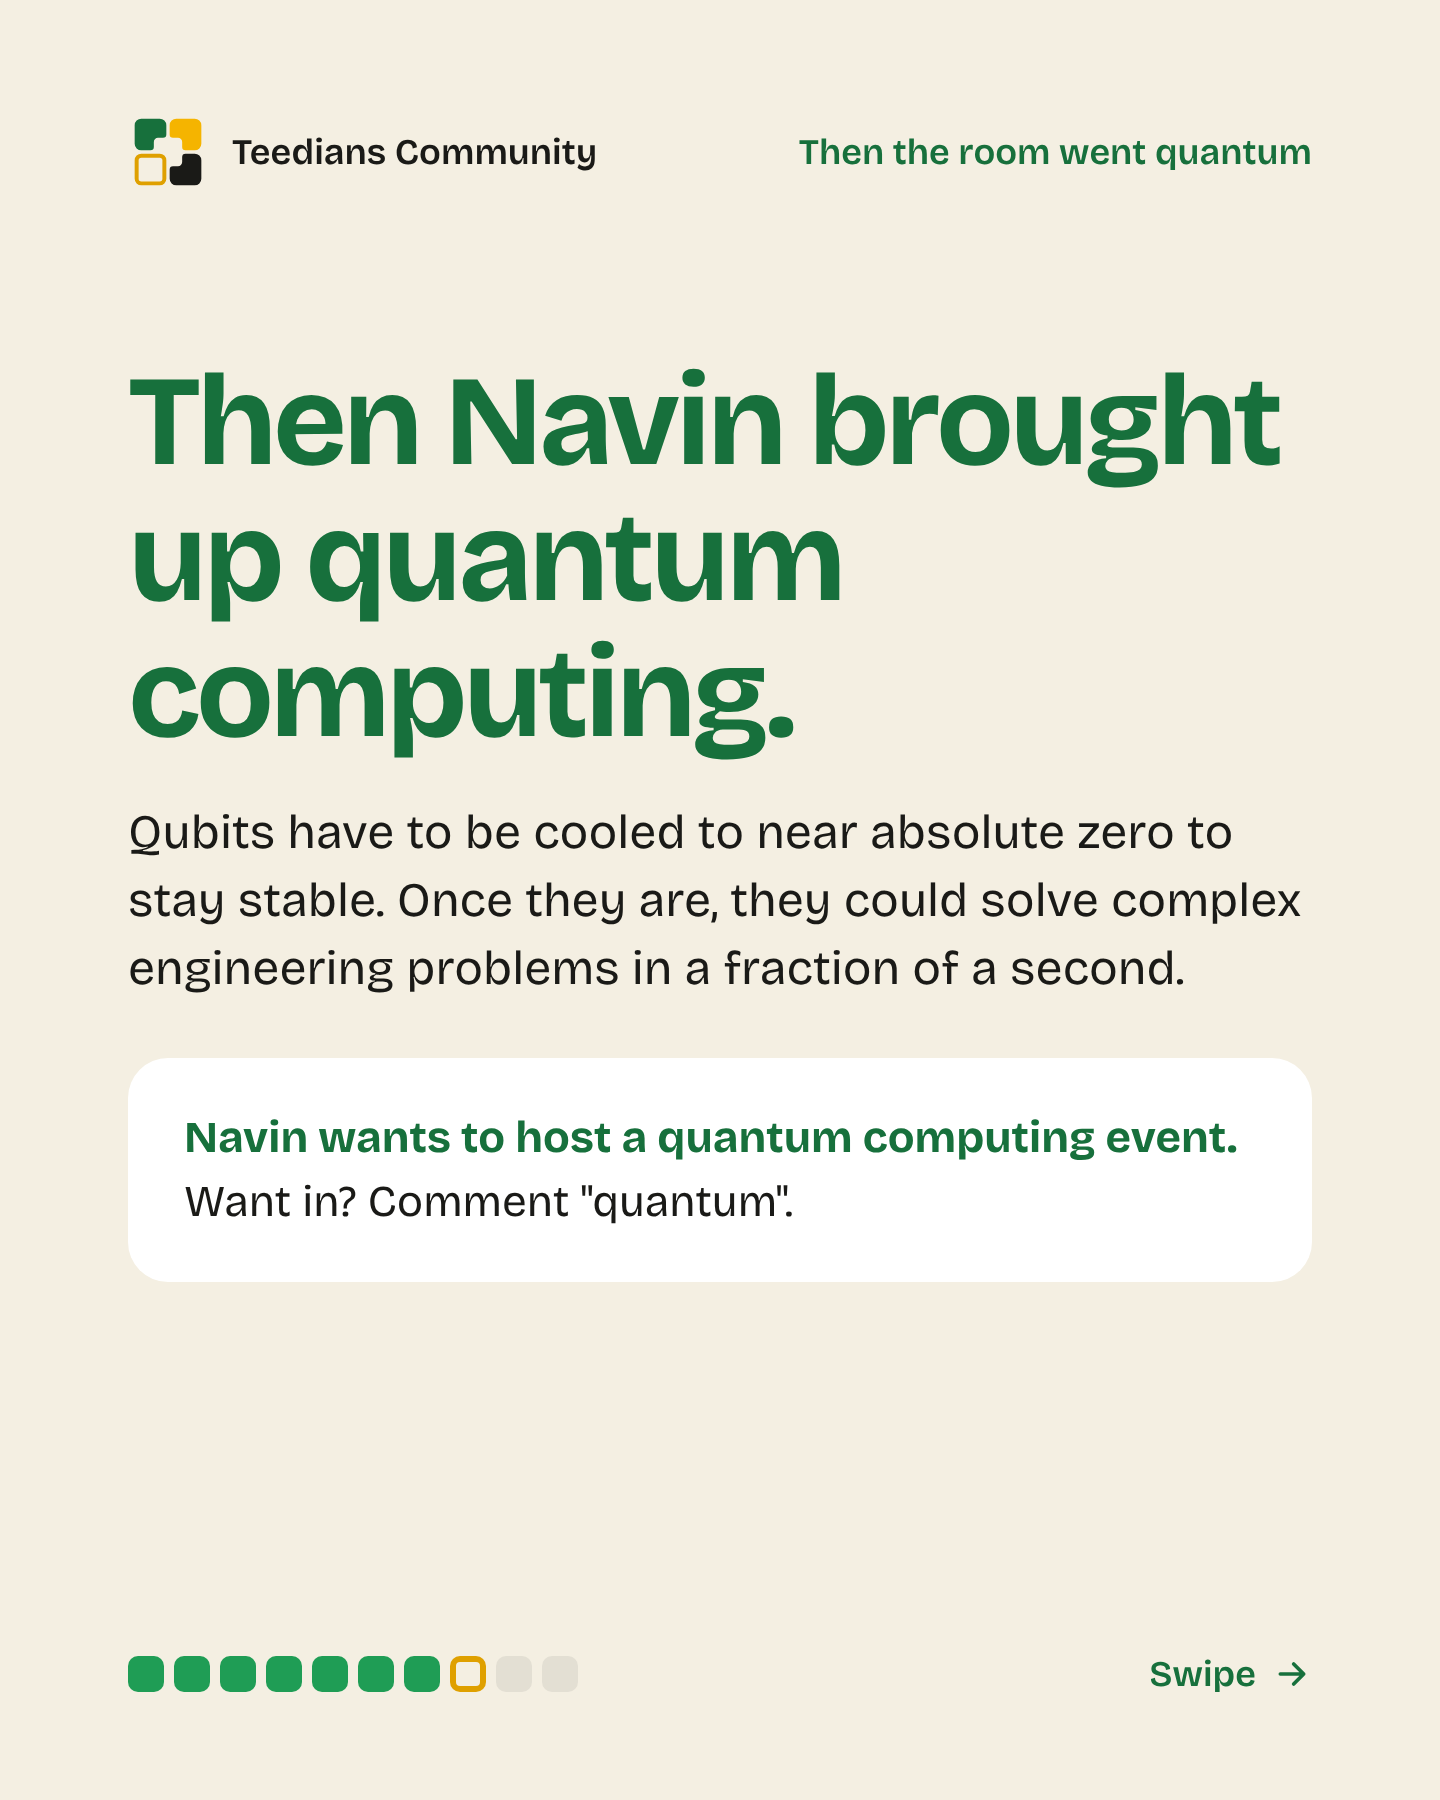 Teedians Community
Then the room went quantum
Then Navin brought
up quantum
computing.
Qubits have to be cooled to near absolute zero to
stay stable. Once they are, they could solve complex
engineering problems in a fraction of a second.
Navin wants to host a quantum computing event.
Want in? Comment "quantum".
Swipe →